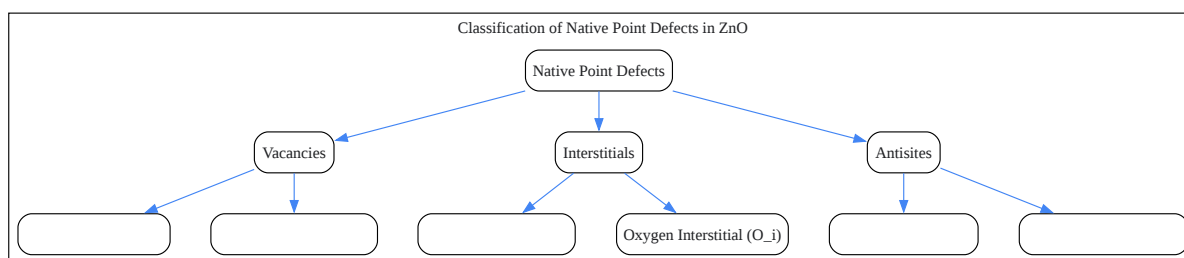 Classification of Native Point Defects in ZnO
Native Point Defects
Vacancies
Interstitials
Antisites
Oxygen Interstitial (O_i)